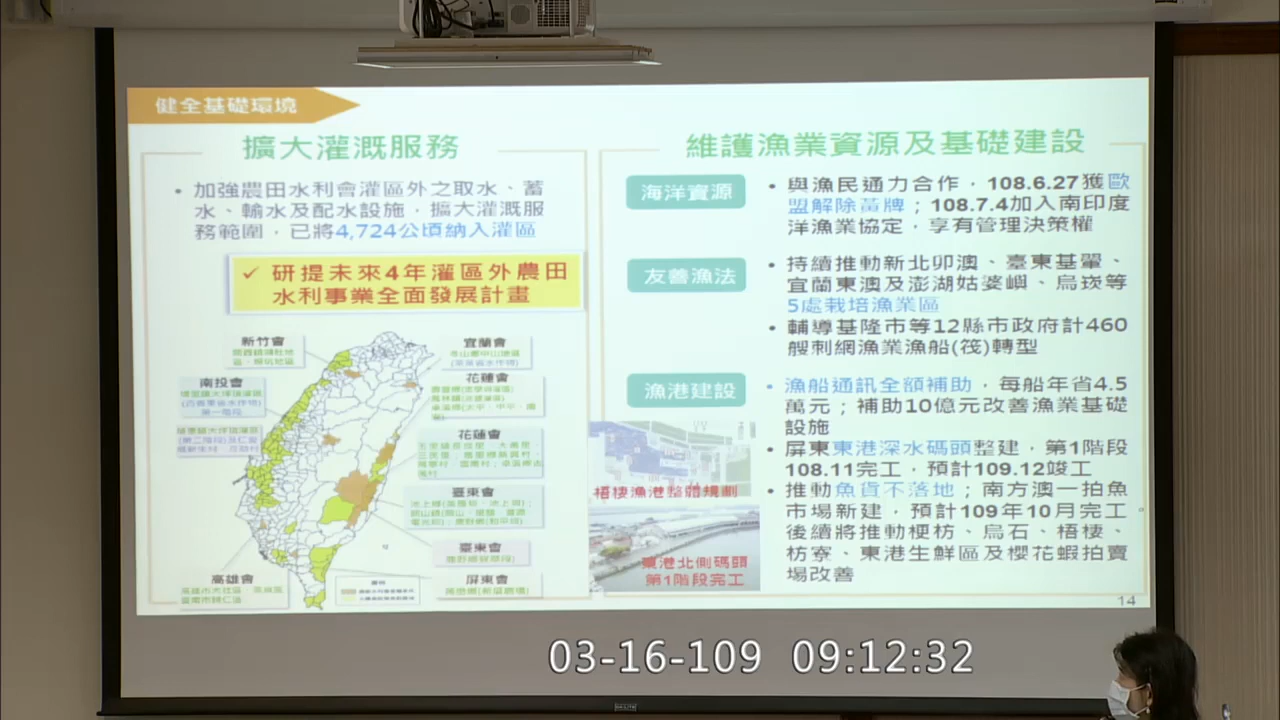 健全基礎環境
擴大灌溉服務
• 加強農田水利會灌區外之取水、蓄
水、輸水及配水設施，擴大灌溉服
務範圍，已將4,724公頃納入灌區
✓ 研提未來4年灌區外農田
水利事業全面發展計畫
新竹會
宜蘭會
南投會
花蓮會
花蓮會
臺東會
臺東會
高雄會
屏東會
維護漁業資源及基礎建設
海洋資源
• 與漁民通力合作，108.6.27獲歐
盟解除黃牌；108.7.4加入南印度
洋漁業協定，享有管理決策權
友善漁法
• 持續推動新北卯澳、臺東基翬、
宜蘭東澳及澎湖姑婆嶼、烏崁等
5處栽培漁業區
• 輔導基隆市等12縣市政府計460
艘刺網漁業漁船(筏)轉型
漁港建設
• 漁船通訊全額補助，每船年省4.5
萬元；補助10億元改善漁業基礎
設施
• 屏東東港深水碼頭整建，第1階段
108.11完工，預計109.12竣工
• 推動魚貨不落地；南方澳一拍魚
市場新建，預計109年10月完工。
後續將推動梗枋、烏石、梧棲、
枋寮、東港生鮮區及櫻花蝦拍賣
場改善
梧棲漁港整體規劃
東港北側碼頭
第1階段完工
14
03-16-109 09:12:32